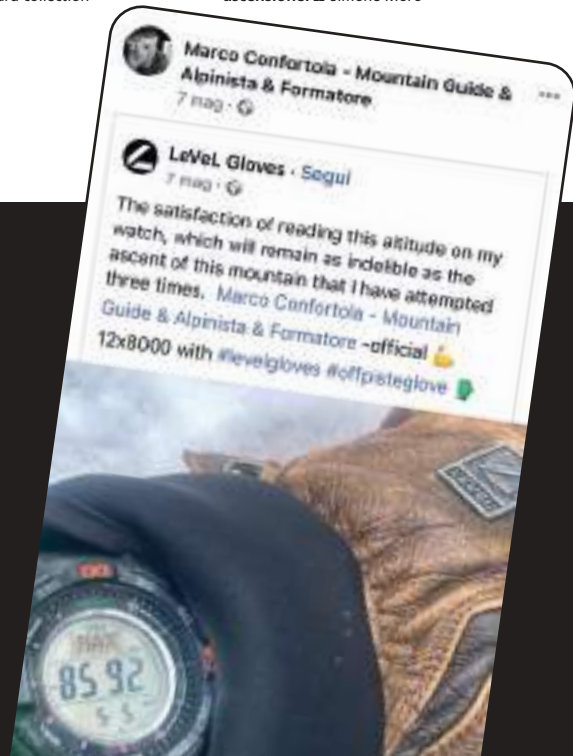 Marco Confortola - Mountain Guide &
Alpinista & Formatore
7 mag ·
LeVeL Gloves · Segui
7 mag ·
The satisfaction of reading this altitude on my
watch, which will remain as indelible as the
ascent of this mountain that I have attempted
three times. Marco Confortola - Mountain
Guide & Alpinista & Formatore -official 💪
12x8000 with #levelgloves #offpisteglove
MAX
8592
5-5